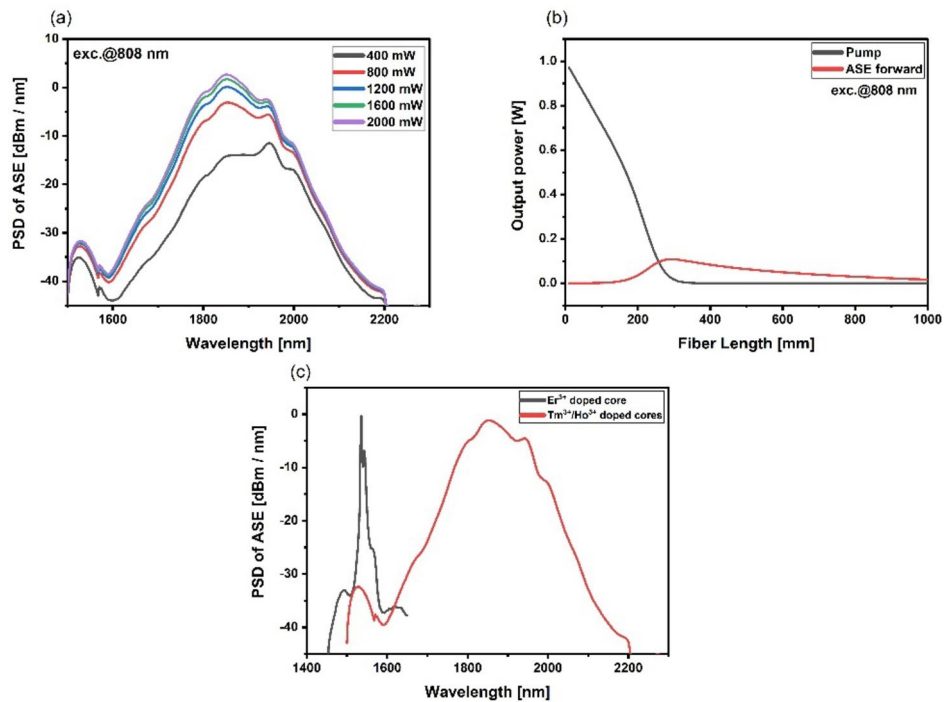 (a)
exc.@808 nm
400 mW
800 mW
1200 mW
1600 mW
2000 mW
10
0
-10
-20
-30
-40
PSD of ASE [dBm / nm]
1600
1800
2000
2200
Wavelength [nm]
(b)
Pump
ASE forward
exc.@808 nm
1.0
0.8
0.6
0.4
0.2
0.0
Output power [W]
0
200
400
600
800
1000
Fiber Length [mm]
(c)
Er³⁺ doped core
Tm³⁺/Ho³⁺ doped cores
0
-10
-20
-30
-40
PSD of ASE [dBm / nm]
1400
1600
1800
2000
2200
Wavelength [nm]